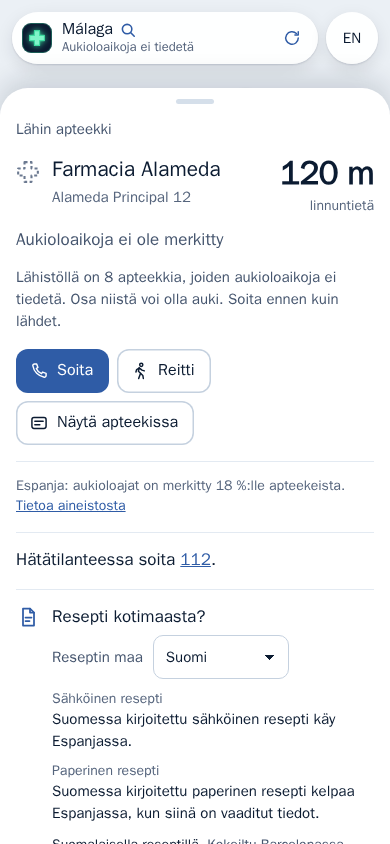 Málaga
Aukioloaikoja ei tiedetä
EN
Lähin apteekki
Farmacia Alameda
120 m
Alameda Principal 12
linnuntietä
Aukioloaikoja ei ole merkitty
Lähistöllä on 8 apteekkia, joiden aukioloaikoja ei
tiedetä. Osa niistä voi olla auki. Soita ennen kuin
lähdet.
Soita
Reitti
Näytä apteekissa
Espanja: aukioloajat on merkitty 18 %:lle apteekeista.
Tietoa aineistosta
Hätätilanteessa soita 112.
Resepti kotimaasta?
Reseptin maa
Suomi
Sähköinen resepti
Suomessa kirjoitettu sähköinen resepti käy
Espanjassa.
Paperinen resepti
Suomessa kirjoitettu paperinen resepti kelpaa
Espanjassa, kun siinä on vaaditut tiedot.
Suomalaisella reseptillä. Kokeiltu Barcelonassa